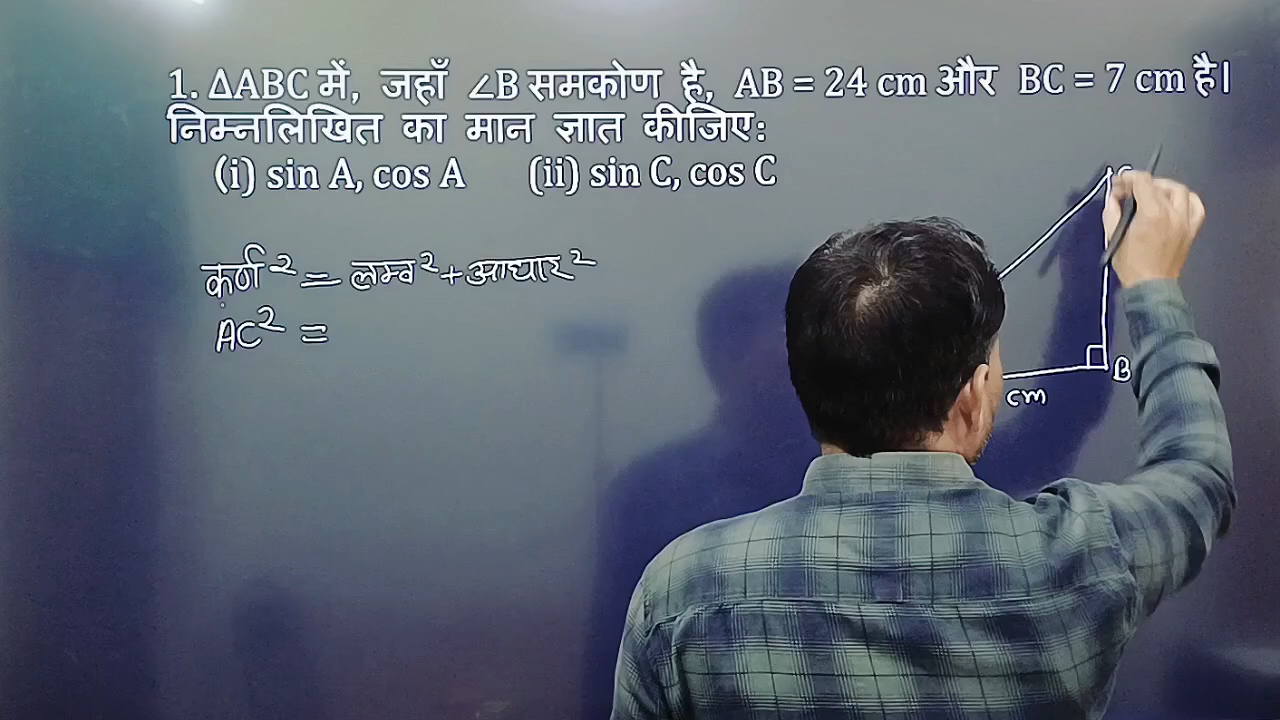 1. ∆ABC में, जहाँ ∠B समकोण है, AB = 24 cm और BC = 7 cm है।
निम्नलिखित का मान ज्ञात कीजिए:
(i) sin A, cos A (ii) sin C, cos C
कर्ण² = लम्ब² + आधार²
AC² =
B
cm